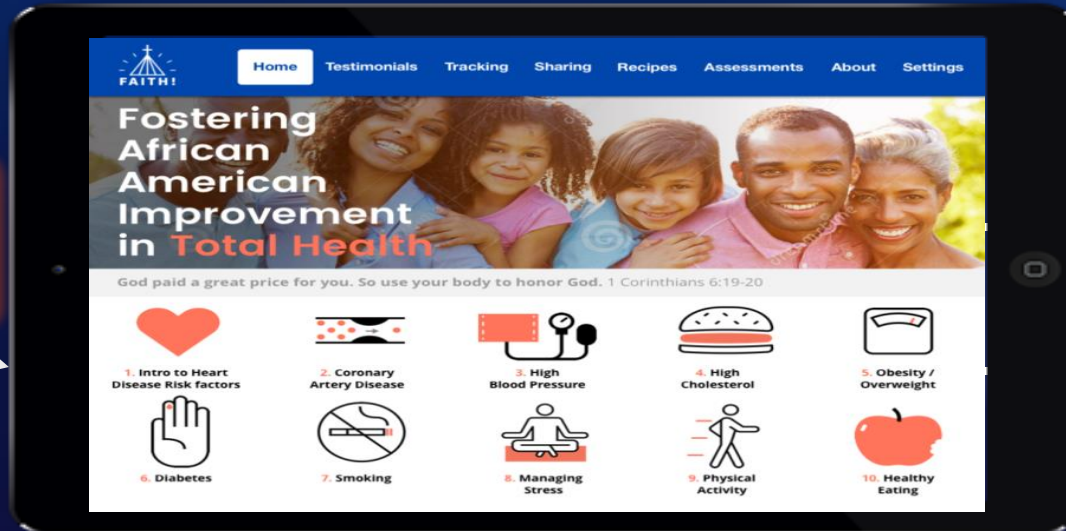 FAITH!
Home Testimonials Tracking Sharing Recipes Assessments About Settings
Fostering
African
American
Improvement
in Total Health
God paid a great price for you. So use your body to honor God. 1 Corinthians 6:19-20
1. Intro to Heart
Disease Risk factors
2. Coronary
Artery Disease
3. High
Blood Pressure
4. High
Cholesterol
5. Obesity /
Overweight
6. Diabetes
7. Smoking
8. Managing
Stress
9. Physical
Activity
10. Healthy
Eating